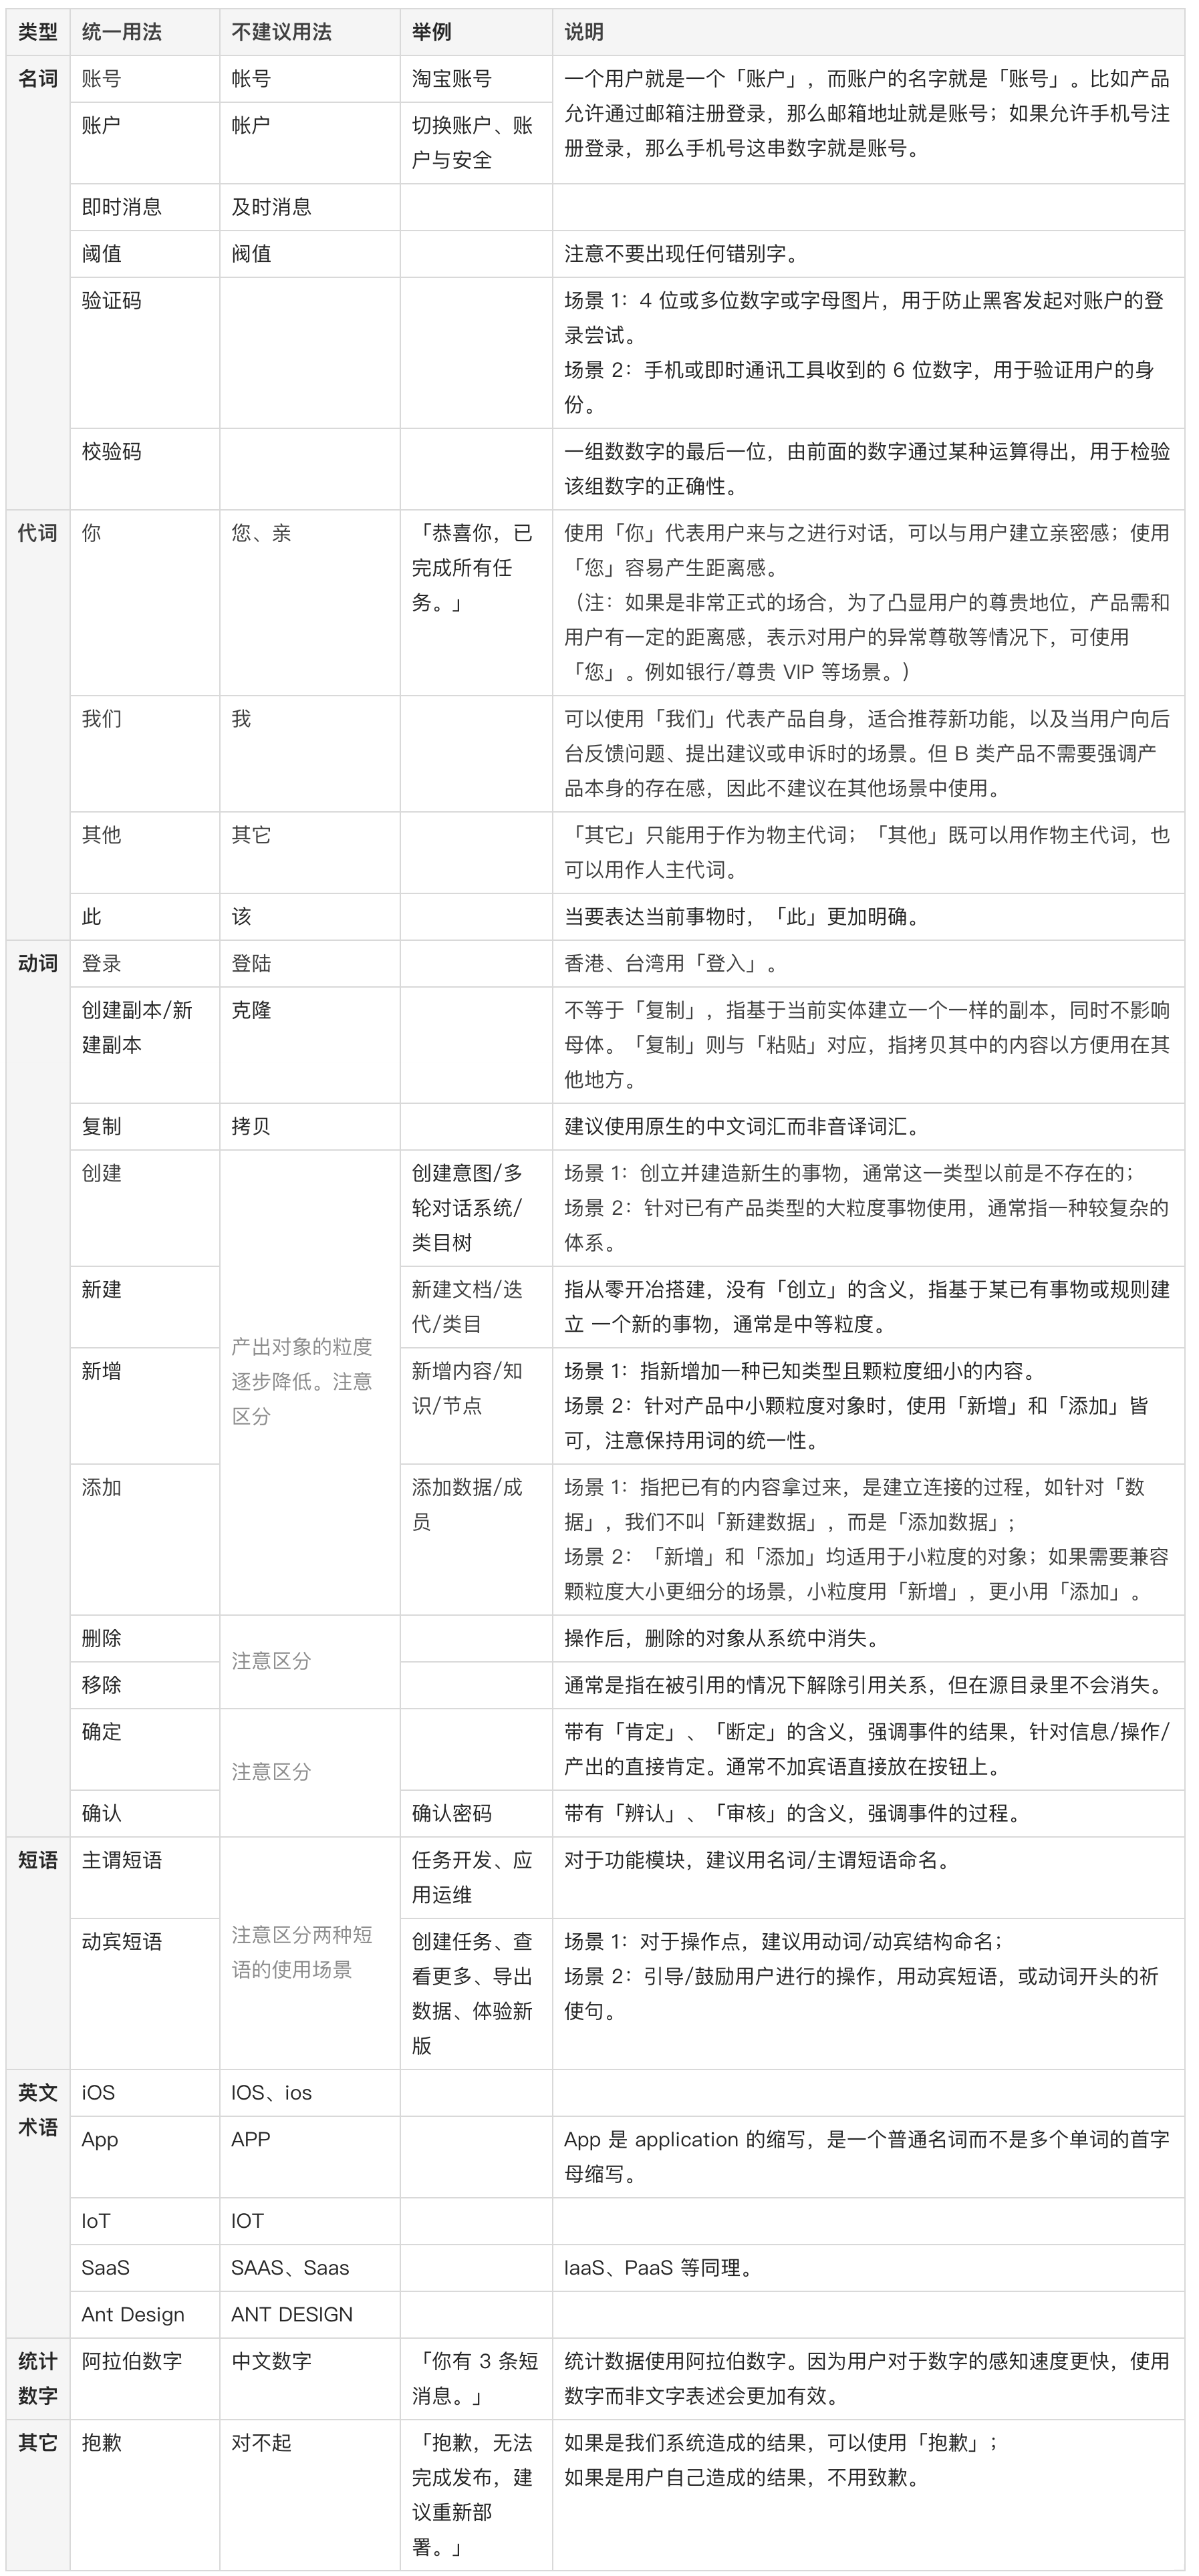 类型 统一用法 不建议用法 举例 说明
名词 账号 帐号 淘宝账号 一个用户就是一个「账户」，而账户的名字就是「账号」。比如产品
允许通过邮箱注册登录，那么邮箱地址就是账号；如果允许手机号注
册登录，那么手机号这串数字就是账号。
账户 帐户 切换账户、账
户与安全
即时消息 及时消息
阈值 阀值 注意不要出现任何错别字。
验证码 场景 1：4 位或多位数字或字母图片，用于防止黑客发起对账户的登
录尝试。
场景 2：手机或即时通讯工具收到的 6 位数字，用于验证用户的身
份。
校验码 一组数数字的最后一位，由前面的数字通过某种运算得出，用于检验
该组数字的正确性。
代词 你 您、亲 「恭喜你，已
完成所有任
务。」
使用「你」代表用户来与之进行对话，可以与用户建立亲密感；使用
「您」容易产生距离感。
（注：如果是非常正式的场合，为了凸显用户的尊贵地位，产品需和
用户有一定的距离感，表示对用户的异常尊敬等情况下，可使用
「您」。例如银行/尊贵 VIP 等场景。）
我们 我 可以使用「我们」代表产品自身，适合推荐新功能，以及当用户向后
台反馈问题、提出建议或申诉时的场景。但 B 类产品不需要强调产
品本身的存在感，因此不建议在其他场景中使用。
其他 其它 「其它」只能用于作为物主代词；「其他」既可以用作物主代词，也
可以用作人主代词。
此 该 当要表达当前事物时，「此」更加明确。
动词 登录 登陆 香港、台湾用「登入」。
创建副本/新
建副本
克隆 不等于「复制」，指基于当前实体建立一个一样的副本，同时不影响
母体。「复制」则与「粘贴」对应，指拷贝其中的内容以方便用在其
他地方。
复制 拷贝 建议使用原生的中文词汇而非音译词汇。
创建 创建意图/多
轮对话系统/
类目树
场景 1：创立并建造新生的事物，通常这一类型以前是不存在的；
场景 2：针对已有产品类型的大粒度事物使用，通常指一种较复杂的
体系。
产出对象的粒度
逐步降低。注意
区分
新建 新建文档/迭
代/类目
指从零开冶搭建，没有「创立」的含义，指基于某已有事物或规则建
立 一个新的事物，通常是中等粒度。
新增 新增内容/知
识/节点
场景 1：指新增加一种已知类型且颗粒度细小的内容。
场景 2：针对产品中小颗粒度对象时，使用「新增」和「添加」皆
可，注意保持用词的统一性。
添加 添加数据/成
员
场景 1：指把已有的内容拿过来，是建立连接的过程，如针对「数
据」，我们不叫「新建数据」，而是「添加数据」；
场景 2：「新增」和「添加」均适用于小粒度的对象；如果需要兼容
颗粒度大小更细分的场景，小粒度用「新增」，更小用「添加」。
删除 注意区分 操作后，删除的对象从系统中消失。
移除 通常是指在被引用的情况下解除引用关系，但在源目录里不会消失。
确定 注意区分 带有「肯定」、「断定」的含义，强调事件的结果，针对信息/操作/
产出的直接肯定。通常不加宾语直接放在按钮上。
确认 确认密码 带有「辨认」、「审核」的含义，强调事件的过程。
短语 主谓短语 任务开发、应
用运维
对于功能模块，建议用名词/主谓短语命名。
注意区分两种短
语的使用场景
动宾短语 创建任务、查
看更多、导出
数据、体验新
版
场景 1：对于操作点，建议用动词/动宾结构命名；
场景 2：引导/鼓励用户进行的操作，用动宾短语，或动词开头的祈
使句。
英文
术语
iOS IOS、ios
App APP App 是 application 的缩写，是一个普通名词而不是多个单词的首字
母缩写。
IoT IOT
SaaS SAAS、Saas IaaS、PaaS 等同理。
Ant Design ANT DESIGN
统计
数字
阿拉伯数字 中文数字 「你有 3 条短
消息。」
统计数据使用阿拉伯数字。因为用户对于数字的感知速度更快，使用
数字而非文字表述会更加有效。
其它 抱歉 对不起 「抱歉，无法
完成发布，建
议重新部
署。」
如果是我们系统造成的结果，可以使用「抱歉」；
如果是用户自己造成的结果，不用致歉。